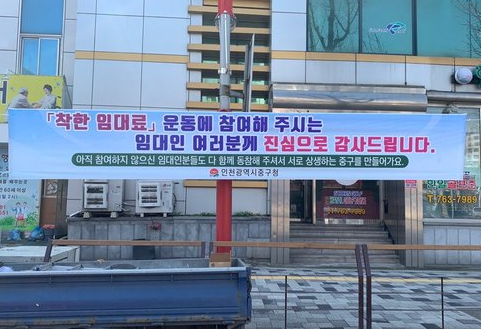 「착한 임대료」 운동에 참여해 주시는
임대인 여러분께 진심으로 감사드립니다.
아직 참여하지 않으신 임대인분들도 다 함께 동참해 주셔서 서로 상생하는 중구를 만들어가요.
인천광역시중구청
T. 763-7989